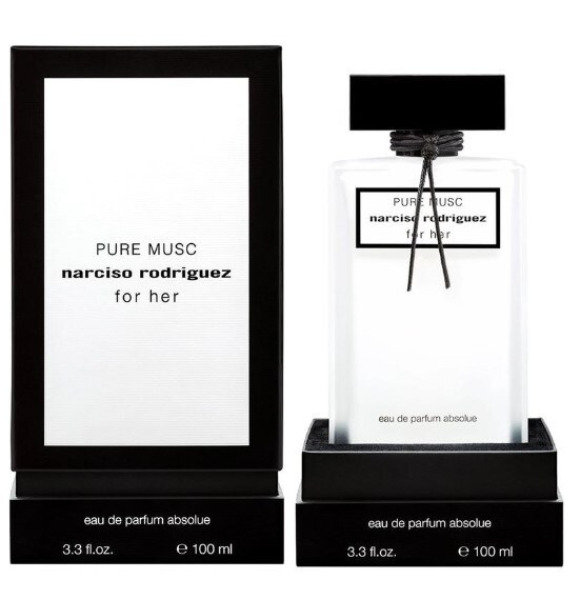 PURE MUSC
narciso rodriguez
for her
eau de parfum absolue
3.3 fl.oz. ℮ 100 ml
PURE MUSC
narciso rodriguez
for her
eau de parfum absolue
eau de parfum absolue
3.3 fl.oz. ℮ 100 ml